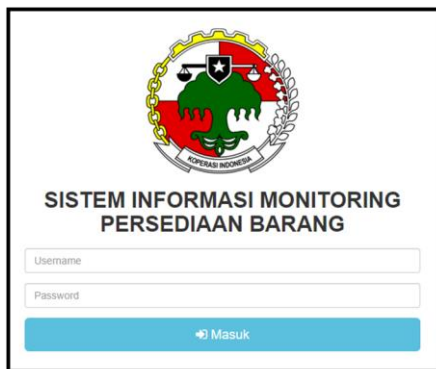 KOPERASI INDONESIA
SISTEM INFORMASI MONITORING
PERSEDIAAN BARANG
Username
Password
Masuk